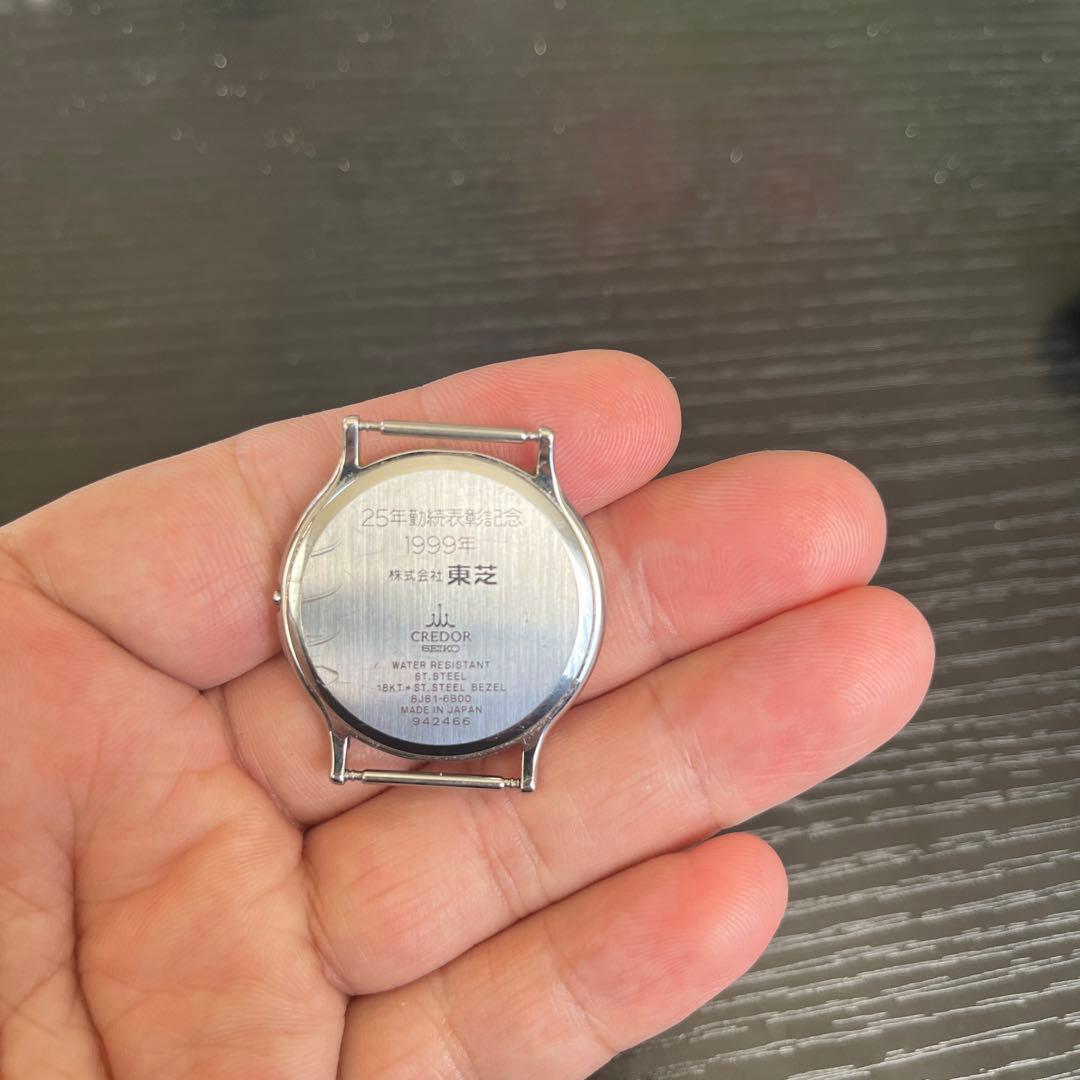 25年勤続表彰記念
1999年
株式会社 東芝
CREDOR
SEIKO
WATER RESISTANT
ST.STEEL
18KT★ST.STEEL BEZEL
8J81-6B00
MADE IN JAPAN
942466